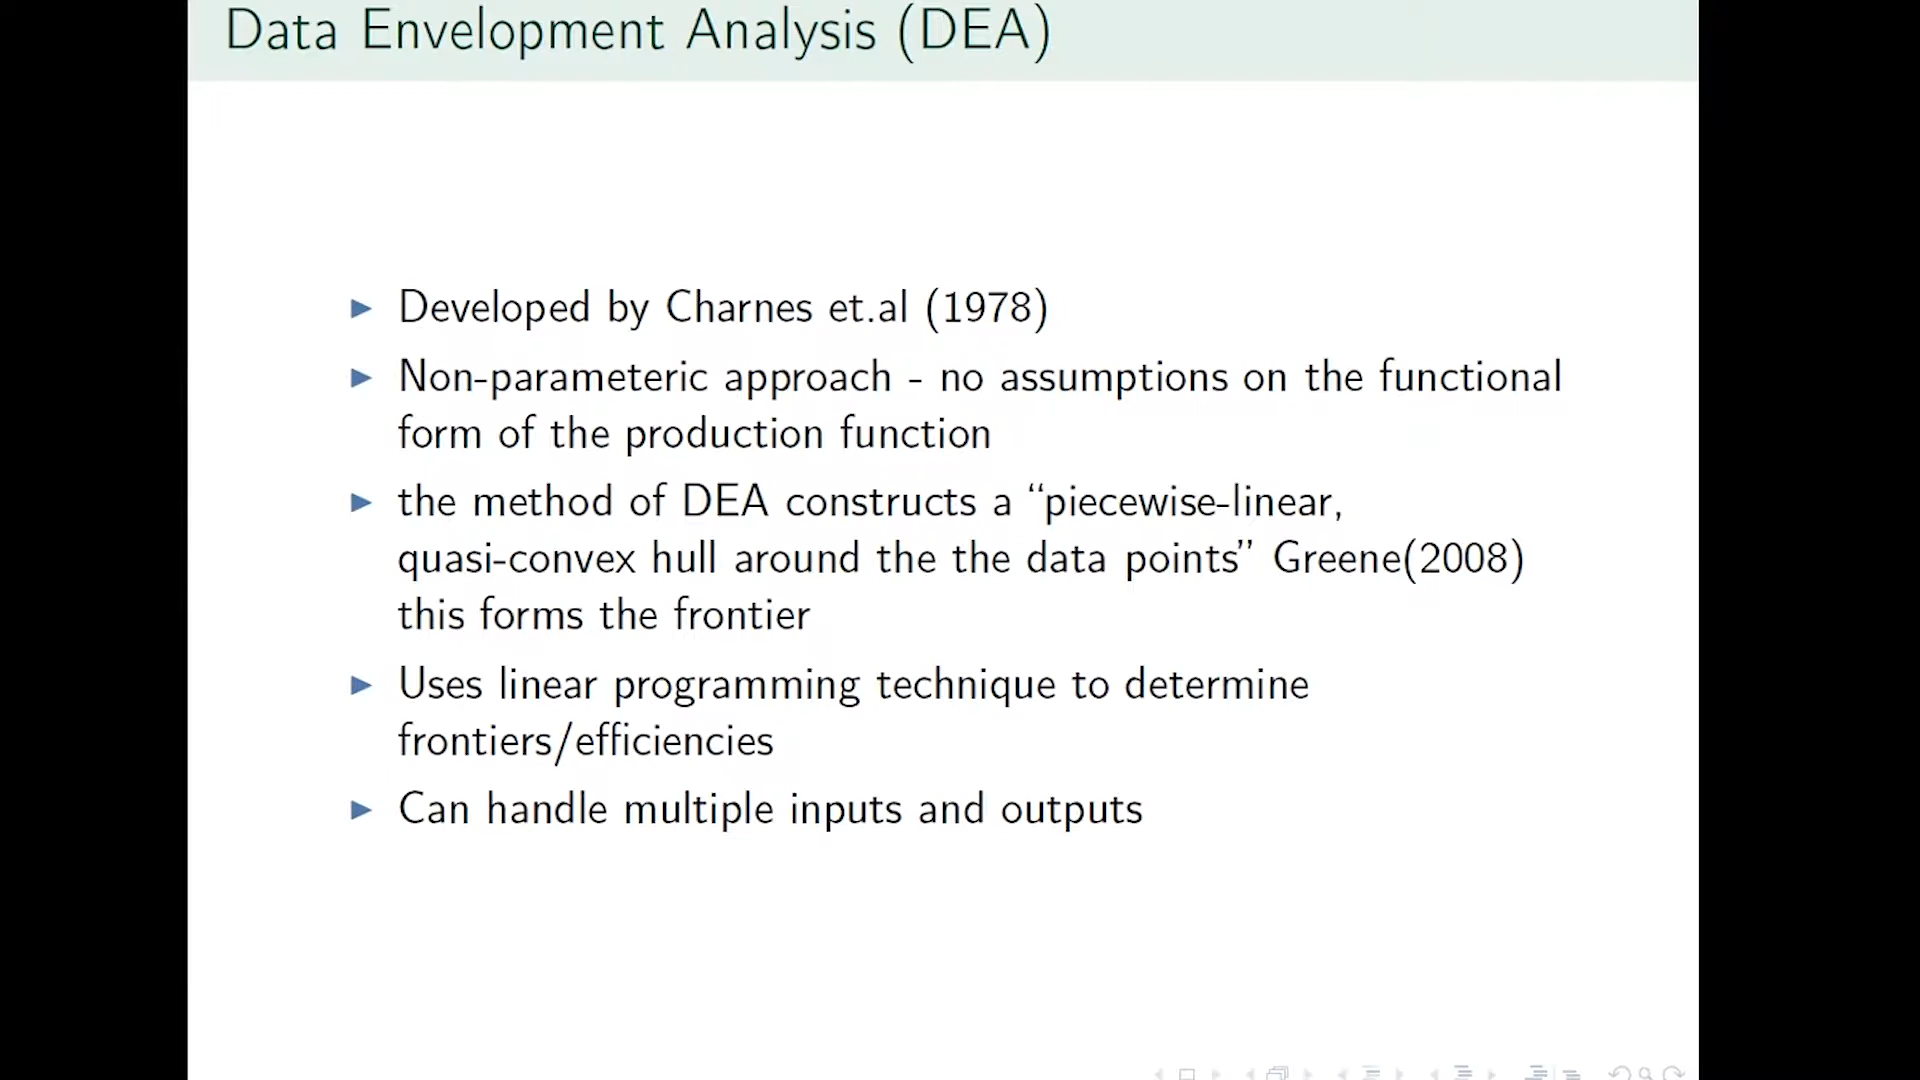 Data Envelopment Analysis (DEA)
Developed by Charnes et.al (1978)
Non-parameteric approach - no assumptions on the functional
form of the production function
the method of DEA constructs a “piecewise-linear,
quasi-convex hull around the the data points” Greene(2008)
this forms the frontier
Uses linear programming technique to determine
frontiers/efficiencies
Can handle multiple inputs and outputs